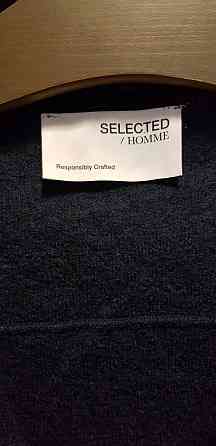 SELECTED
/ HOMME
Responsibly Crafted